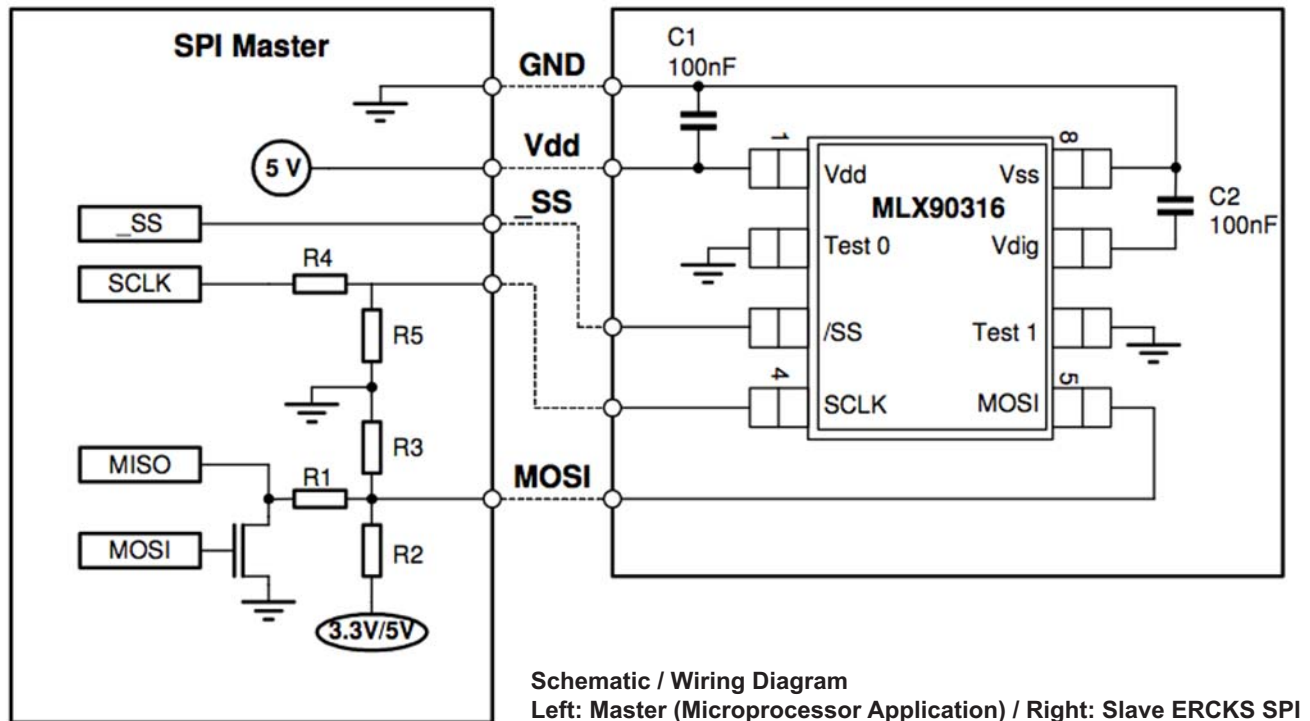 SPI Master
GND
C1
100nF
5 V
Vdd
_SS
_SS
SCLK
R4
R5
R3
MISO
R1
MOSI
MOSI
R2
3.3V/5V
1
8
Vdd
Vss
MLX90316
C2
100nF
Test 0
Vdig
/SS
Test 1
4
5
SCLK
MOSI
Schematic / Wiring Diagram
Left: Master (Microprocessor Application) / Right: Slave ERCKS SPI